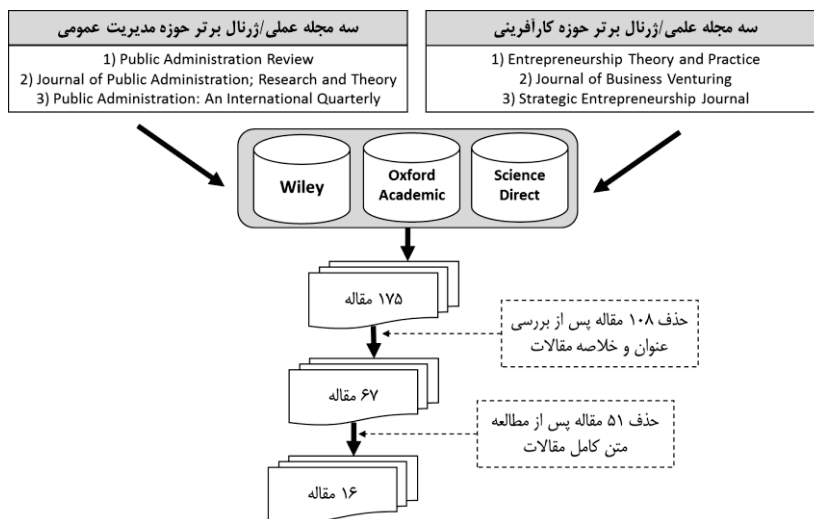 سه مجله علمی/ژرنال برتر حوزه کارآفرینی
1) Entrepreneurship Theory and Practice
2) Journal of Business Venturing
3) Strategic Entrepreneurship Journal
سه مجله عملی/ژرنال برتر حوزه مدیریت عمومی
1) Public Administration Review
2) Journal of Public Administration; Research and Theory
3) Public Administration: An International Quarterly
Wiley
Oxford
Academic
Science
Direct
۱۷۵ مقاله
حذف ۱۰۸ مقاله پس از بررسی
عنوان و خلاصه مقالات
۶۷ مقاله
حذف ۵۱ مقاله پس از مطالعه
متن کامل مقالات
۱۶ مقاله